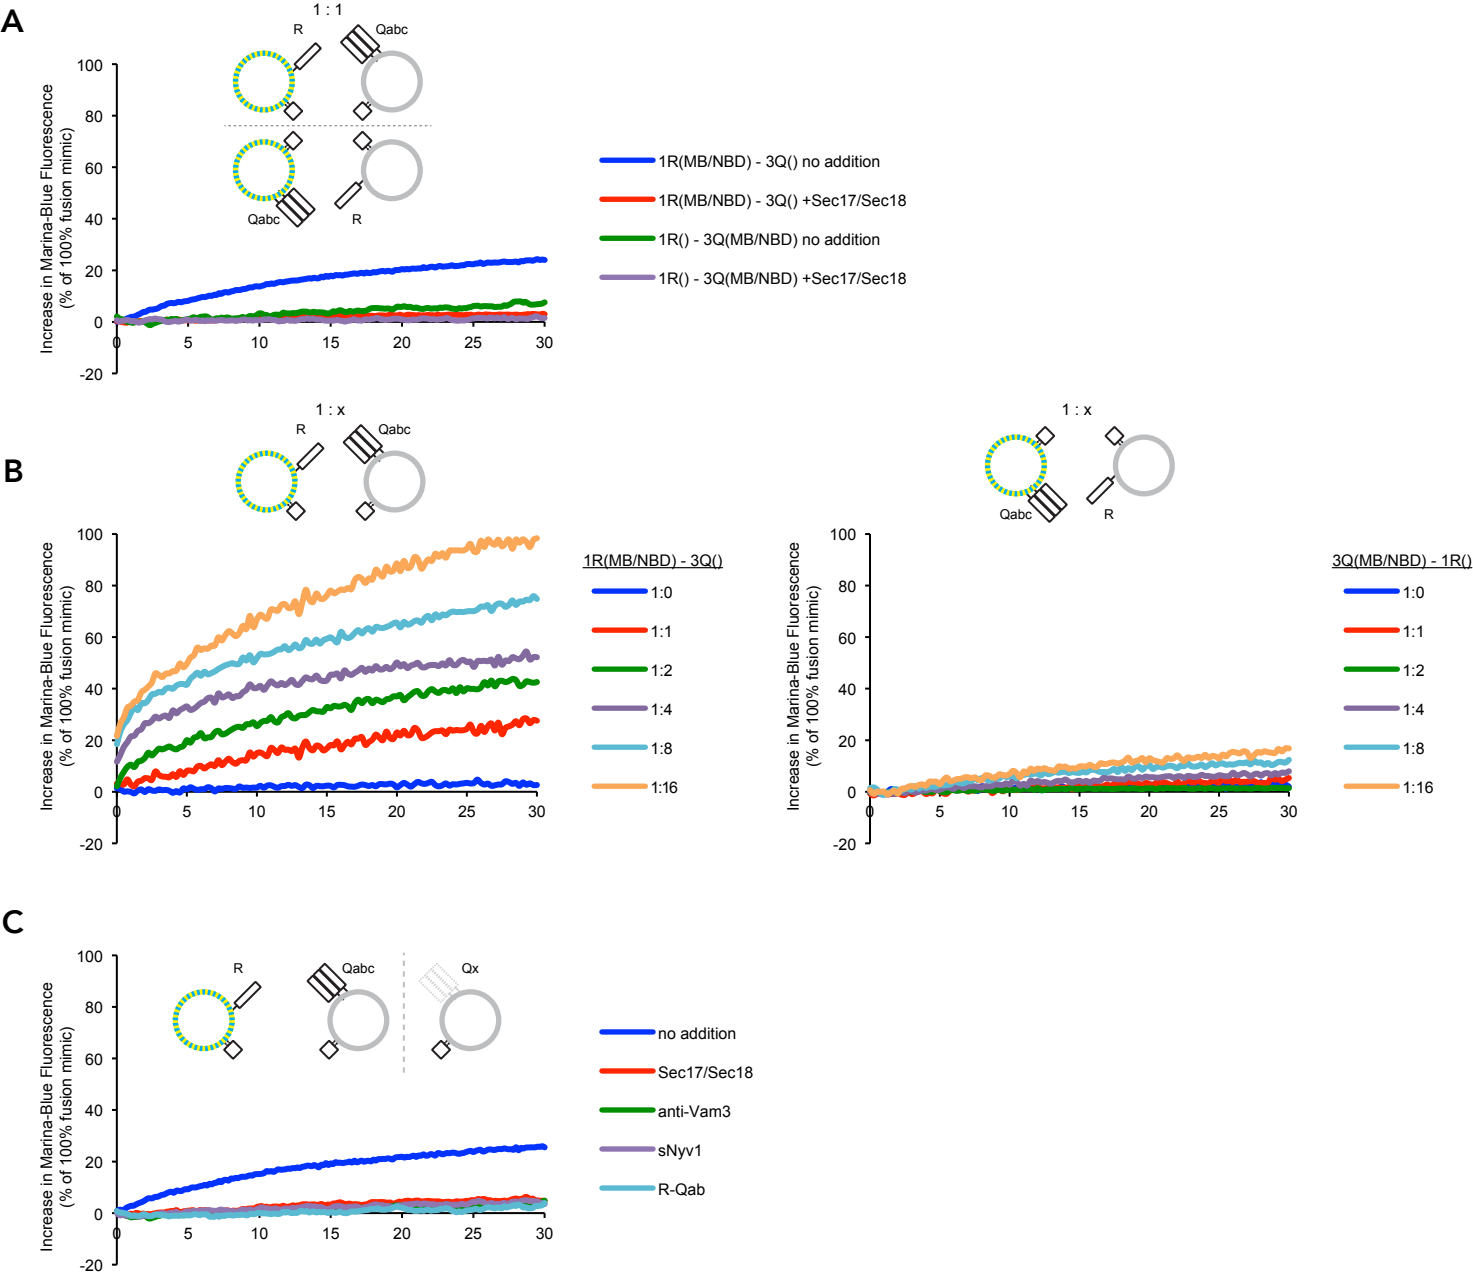 A
1 : 1
R
Qabc
Qabc
R
Increase in Marina-Blue Fluorescence
(% of 100% fusion mimic)
100
80
60
40
20
0
-20
0 5 10 15 20 25 30
1R(MB/NBD) - 3Q() no addition
1R(MB/NBD) - 3Q() +Sec17/Sec18
1R() - 3Q(MB/NBD) no addition
1R() - 3Q(MB/NBD) +Sec17/Sec18
B
1 : x
R
Qabc
Increase in Marina-Blue Fluorescence
(% of 100% fusion mimic)
100
80
60
40
20
0
-20
0 5 10 15 20 25 30
1R(MB/NBD) - 3Q()
1:0
1:1
1:2
1:4
1:8
1:16
1 : x
Qabc
R
Increase in Marina-Blue Fluorescence
(% of 100% fusion mimic)
100
80
60
40
20
0
-20
0 5 10 15 20 25 30
3Q(MB/NBD) - 1R()
1:0
1:1
1:2
1:4
1:8
1:16
C
R
Qabc
Qx
Increase in Marina-Blue Fluorescence
(% of 100% fusion mimic)
100
80
60
40
20
0
-20
0 5 10 15 20 25 30
no addition
Sec17/Sec18
anti-Vam3
sNyv1
R-Qab